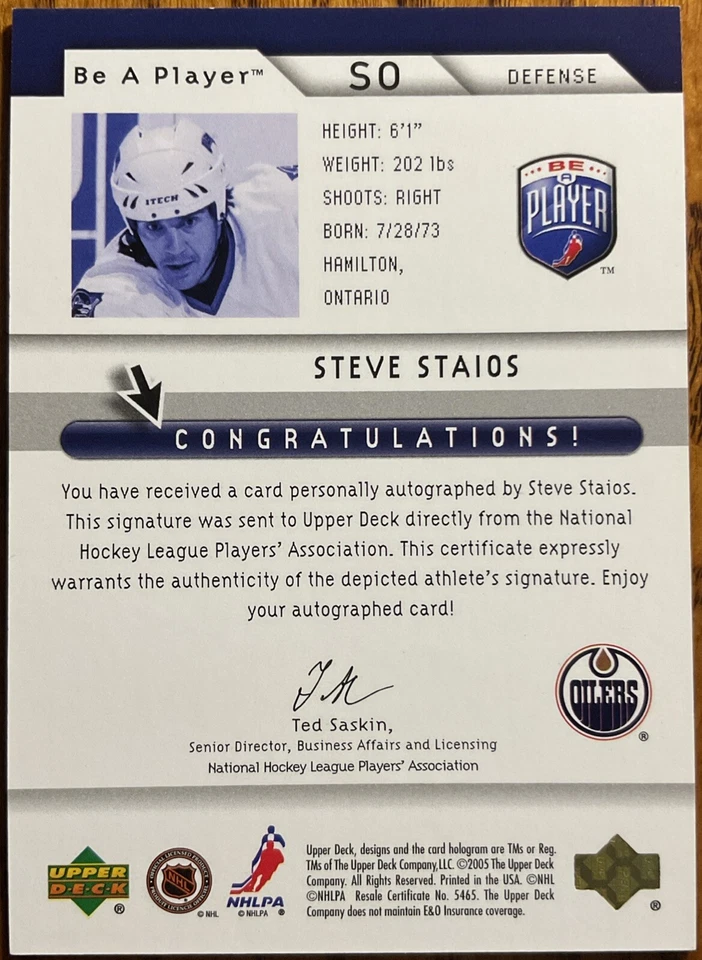 Be A Player™
SO
DEFENSE
ITECH
HEIGHT: 6'1"
WEIGHT: 202 lbs
SHOOTS: RIGHT
BORN: 7/28/73
HAMILTON,
ONTARIO
BE
A
PLAYER
TM
STEVE STAIOS
CONGRATULATIONS!
You have received a card personally autographed by Steve Staios.
This signature was sent to Upper Deck directly from the National
Hockey League Players' Association. This certificate expressly
warrants the authenticity of the depicted athlete's signature. Enjoy
your autographed card!
Ted Saskin,
Senior Director, Business Affairs and Licensing
National Hockey League Players' Association
OILERS
®
UPPER
D·E·C·K
®
NHL
© NHL
NHLPA
© NHLPA ®
Upper Deck, designs and the card hologram are TMs or Reg.
TMs of The Upper Deck Company, LLC. ©2005 The Upper Deck
Company. All Rights Reserved. Printed in the USA. ©NHL
©NHLPA Resale Certificate No. 5465. The Upper Deck
Company does not maintain E&O Insurance coverage.
®